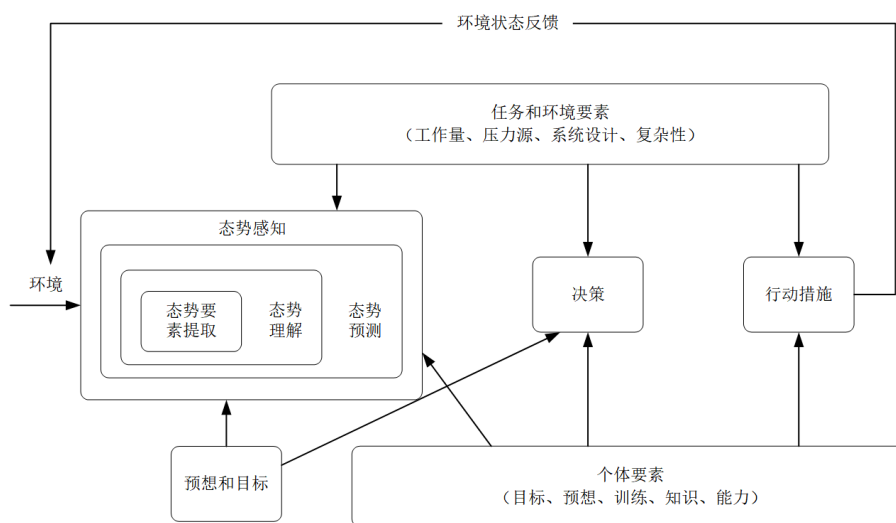 环境状态反馈
任务和环境要素
（工作量、压力源、系统设计、复杂性）
态势感知
环境
态势要
素提取
态势
理解
态势
预测
决策
行动措施
预想和目标
个体要素
（目标、预想、训练、知识、能力）